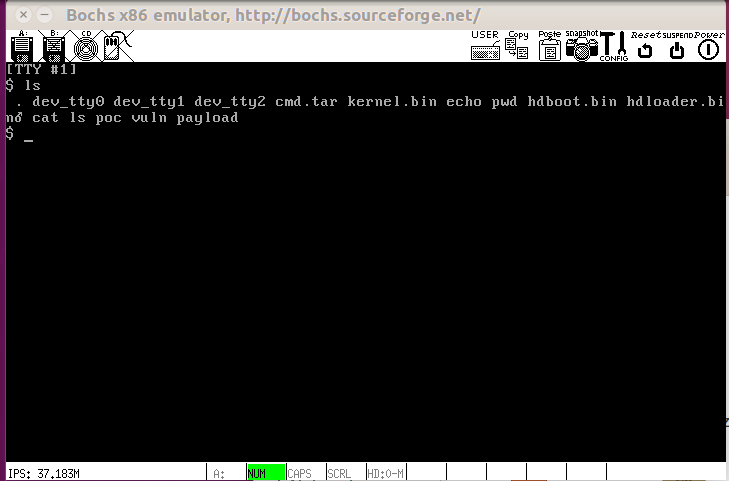 Bochs x86 emulator, http://bochs.sourceforge.net/
A: B: CD USER Copy Paste Snapshot CONFIG Reset SUSPEND Power
[TTY #1]
$ ls
. dev_tty0 dev_tty1 dev_tty2 cmd.tar kernel.bin echo pwd hdboot.bin hdloader.bi
n cat ls poc vuln payload
$ _
IPS: 37.183M A: NUM CAPS SCRL HD:0-M